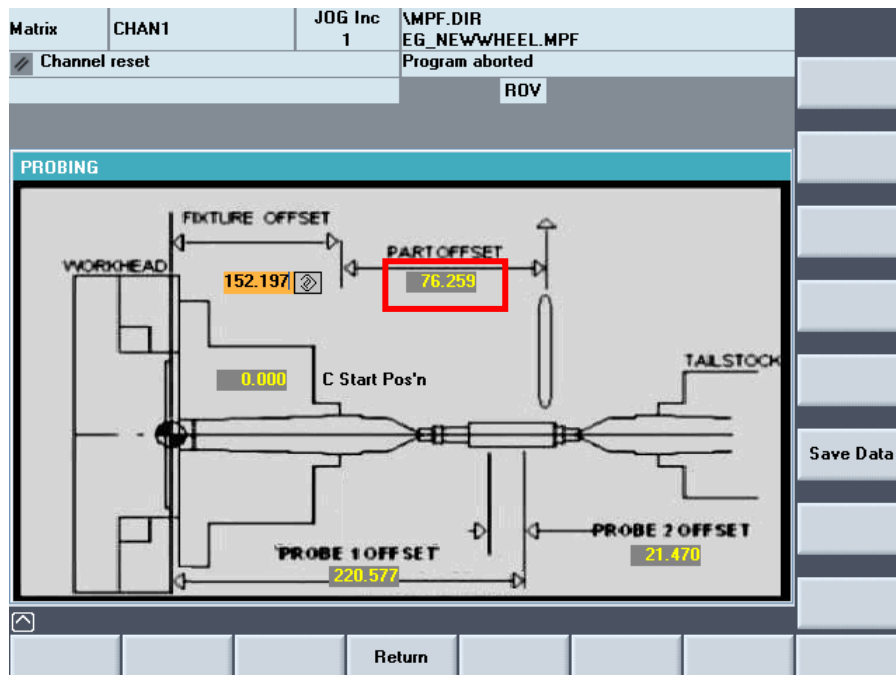 Matrix
CHAN1
JOG Inc
1
\MPF.DIR
EG_NEWWHEEL.MPF
Channel reset
Program aborted
ROV
PROBING
FIXTURE OFFSET
PART OFFSET
WORKHEAD
152.197
76.259
TAILSTOCK
0.000
C Start Pos'n
Save Data
PROBE 1 OFFSET
PROBE 2 OFFSET
220.577
21.470
Return